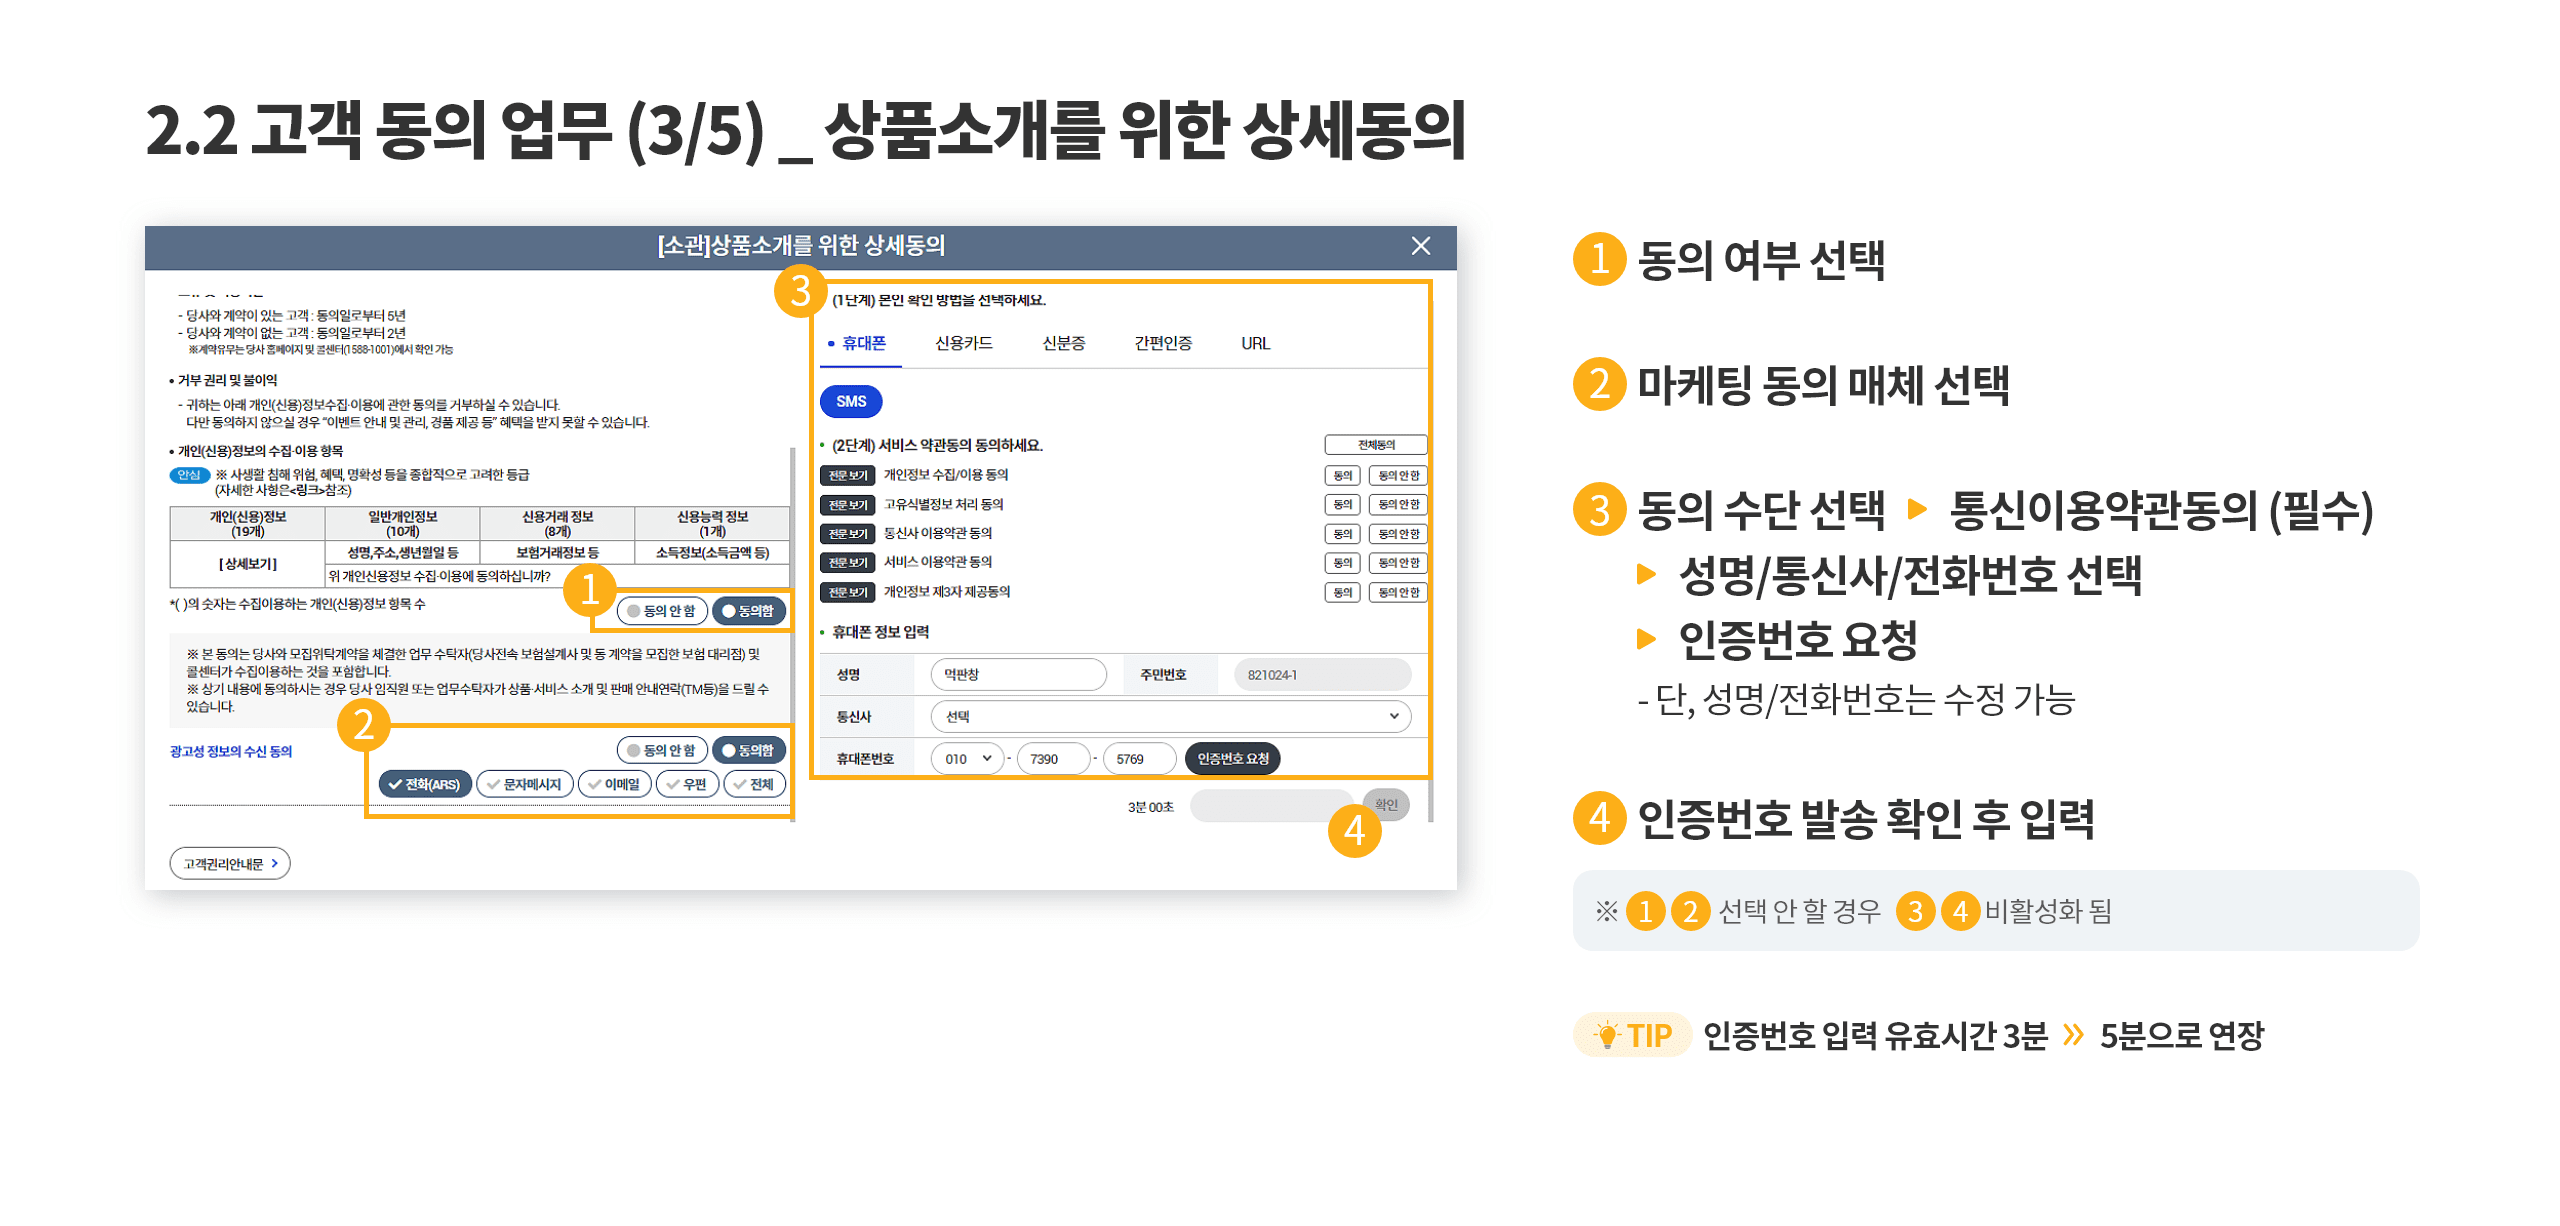 2.2 고객 동의 업무 (3/5) _ 상품소개를 위한 상세동의
[소관]상품소개를 위한 상세동의
- 당사와 계약이 있는 고객 : 동의일로부터 5년
- 당사와 계약이 없는 고객 : 동의일로부터 2년
※계약유무는 당사 홈페이지 및 콜센터(1588-1001)에서 확인 가능
• 거부 권리 및 불이익
- 귀하는 아래 개인(신용)정보수집·이용에 관한 동의를 거부하실 수 있습니다.
다만 동의하지 않으실 경우 “이벤트 안내 및 관리, 경품 제공 등” 혜택을 받지 못할 수 있습니다.
• 개인(신용)정보의 수집·이용 항목
안심 ※ 사생활 침해 위험, 혜택, 명확성 등을 종합적으로 고려한 등급
(자세한 사항은<링크>참조)
개인(신용)정보 (19개) 일반개인정보 (10개) 신용거래 정보 (8개) 신용능력 정보 (1개)
[ 상세보기 ] 성명,주소,생년월일 등 보험거래정보 등 소득정보(소득금액 등)
위 개인신용정보 수집·이용에 동의하십니까?
1
*( )의 숫자는 수집이용하는 개인(신용)정보 항목 수 동의 안 함 동의함
※ 본 동의는 당사와 모집위탁계약을 체결한 업무 수탁자(당사전속 보험설계사 및 동 계약을 모집한 보험 대리점) 및
콜센터가 수집이용하는 것을 포함합니다.
※ 상기 내용에 동의하시는 경우 당사 임직원 또는 업무수탁자가 상품·서비스 소개 및 판매 안내연락(TM등)을 드릴 수
있습니다.
2
광고성 정보의 수신 동의 동의 안 함 동의함
전화(ARS) 문자메시지 이메일 우편 전체
고객권리안내문 >
3
(1단계) 본인 확인 방법을 선택하세요.
• 휴대폰 신용카드 신분증 간편인증 URL
SMS
• (2단계) 서비스 약관동의 동의하세요. 전체동의
전문보기 개인정보 수집/이용 동의 동의 동의 안 함
전문보기 고유식별정보 처리 동의 동의 동의 안 함
전문보기 통신사 이용약관 동의 동의 동의 안 함
전문보기 서비스 이용약관 동의 동의 동의 안 함
전문보기 개인정보 제3자 제공동의 동의 동의 안 함
• 휴대폰 정보 입력
성명 먹판창 주민번호 821024-1
통신사 선택
휴대폰번호 010 - 7390 - 5769 인증번호 요청
3분 00초 확인
4
1 동의 여부 선택
2 마케팅 동의 매체 선택
3 동의 수단 선택 ▶ 통신이용약관동의 (필수)
▶ 성명/통신사/전화번호 선택
▶ 인증번호 요청
- 단, 성명/전화번호는 수정 가능
4 인증번호 발송 확인 후 입력
※ 1 2 선택 안 할 경우 3 4 비활성화 됨
TIP 인증번호 입력 유효시간 3분 » 5분으로 연장